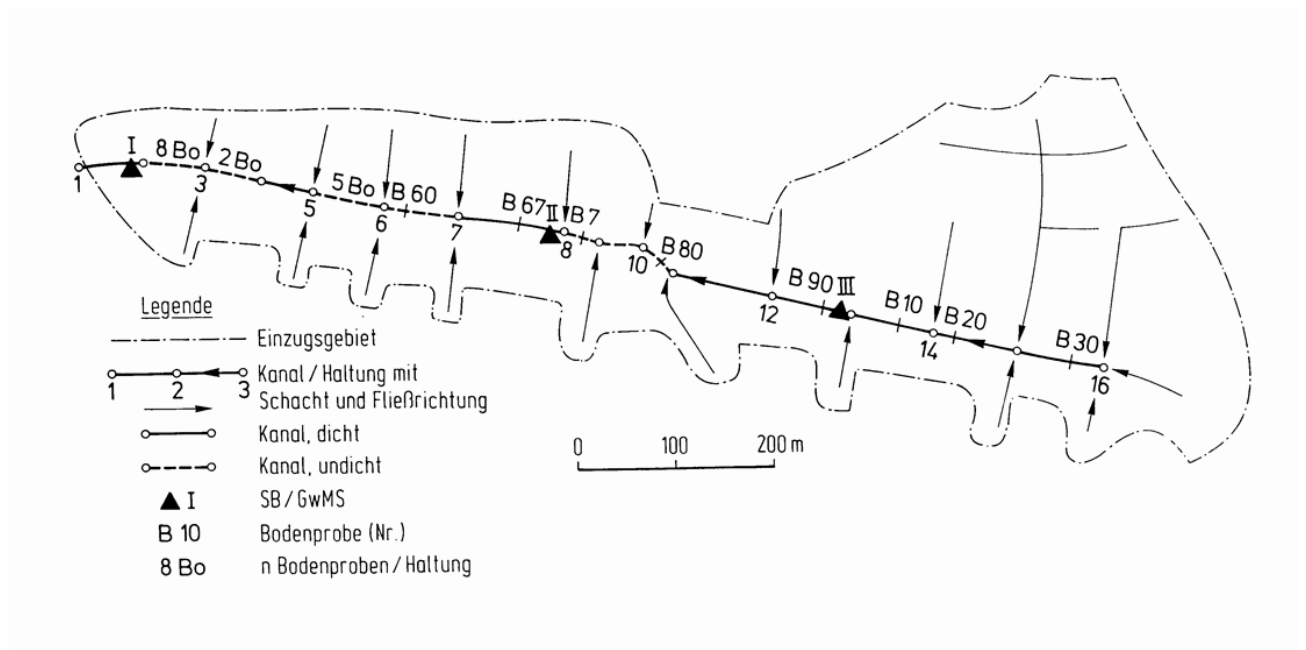 I
8 Bo
2 Bo
1
3
5 Bo
B 60
5
6
7
B 67
II
B 7
8
10
B 80
12
B 90
III
B 10
B 20
14
B 30
16
Legende
Einzugsgebiet
Kanal / Haltung mit
1 2 3
Schacht und Fließrichtung
Kanal, dicht
Kanal, undicht
I SB / GwMS
B 10 Bodenprobe (Nr.)
8 Bo n Bodenproben / Haltung
0 100 200 m